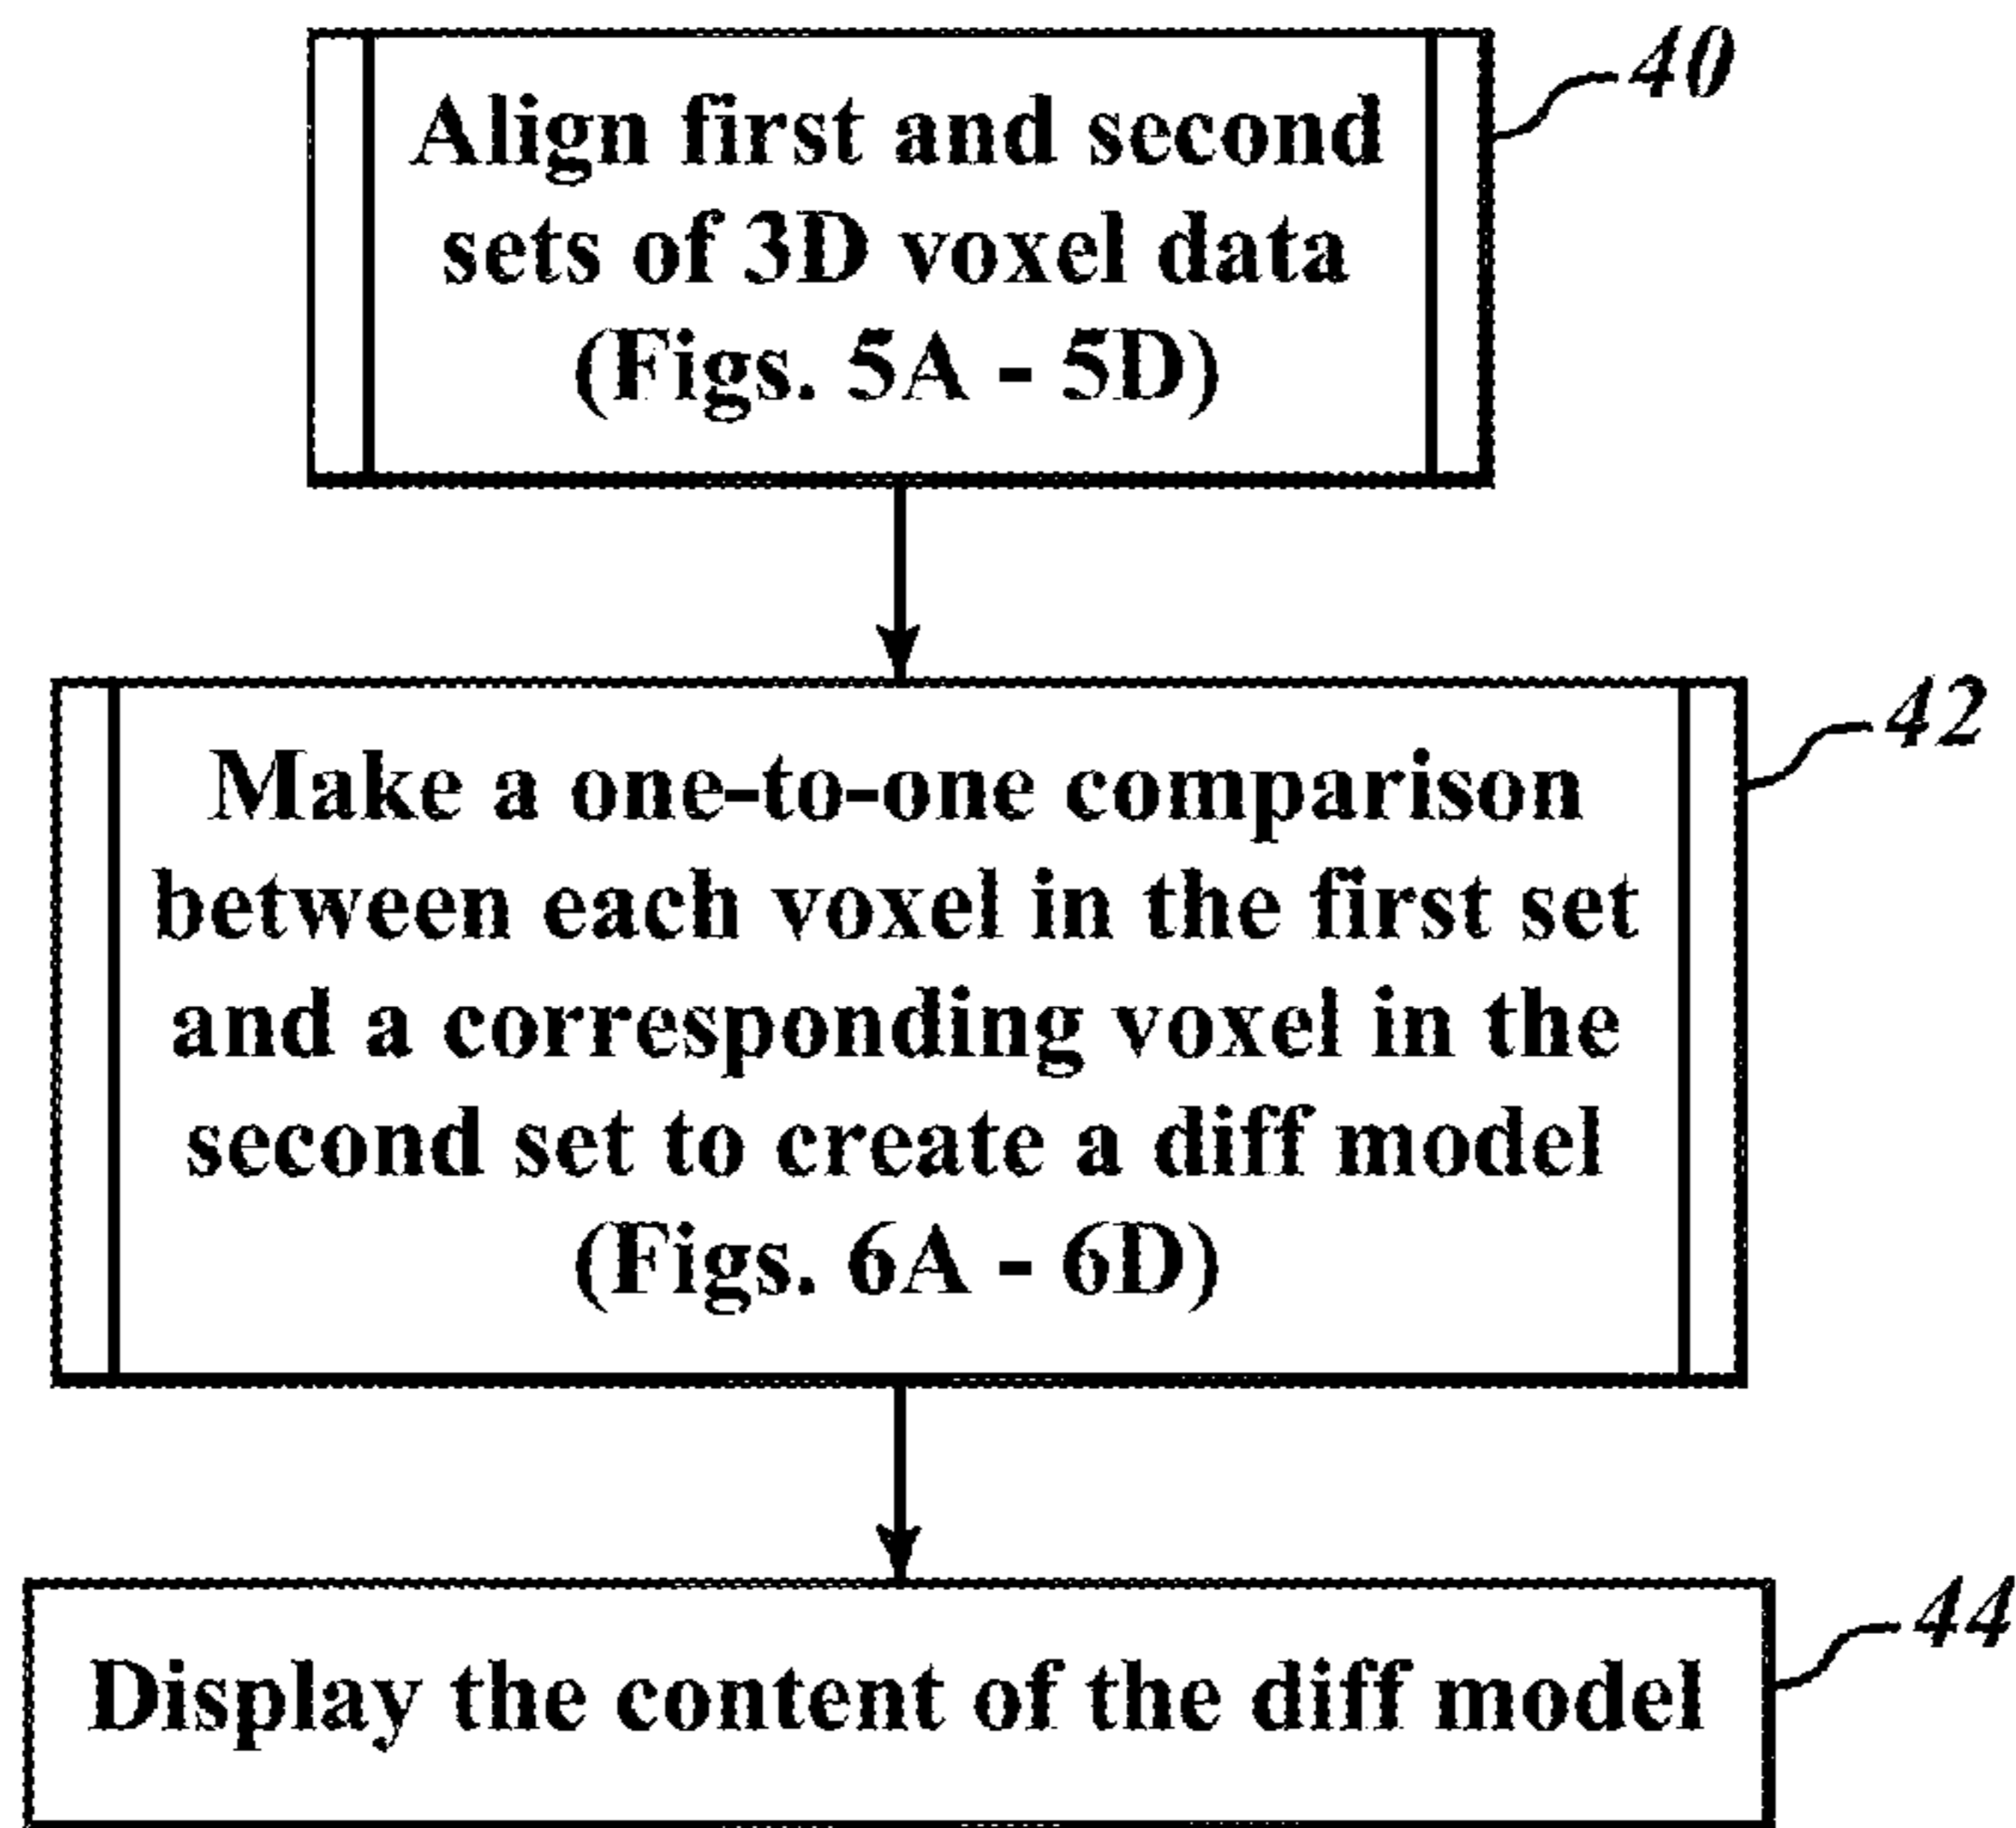 40
Align first and second
sets of 3D voxel data
(Figs. 5A - 5D)
42
Make a one-to-one comparison
between each voxel in the first set
and a corresponding voxel in the
second set to create a diff model
(Figs. 6A - 6D)
44
Display the content of the diff model